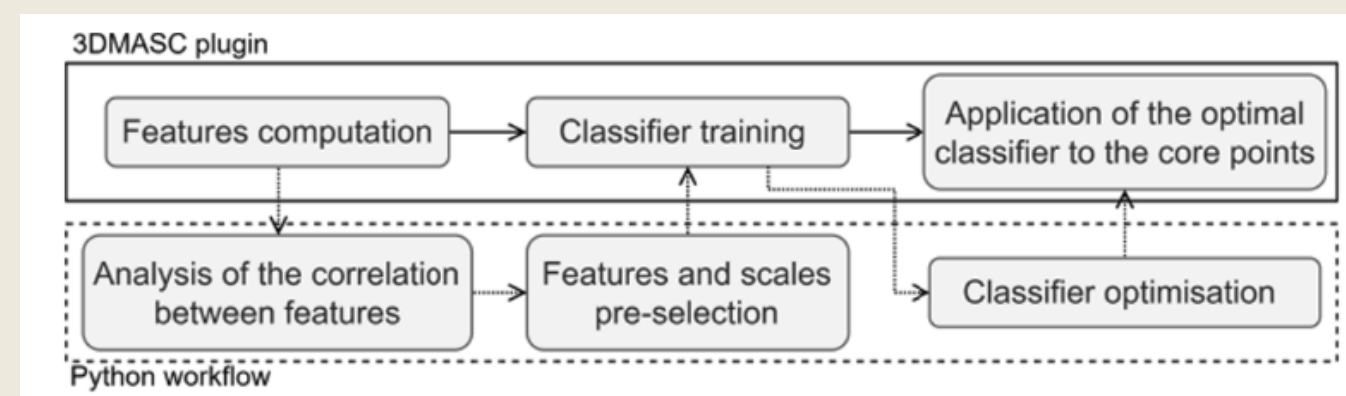 3DMASC plugin
Features computation
Classifier training
Application of the optimal
classifier to the core points
Analysis of the correlation
between features
Features and scales
pre-selection
Classifier optimisation
Python workflow